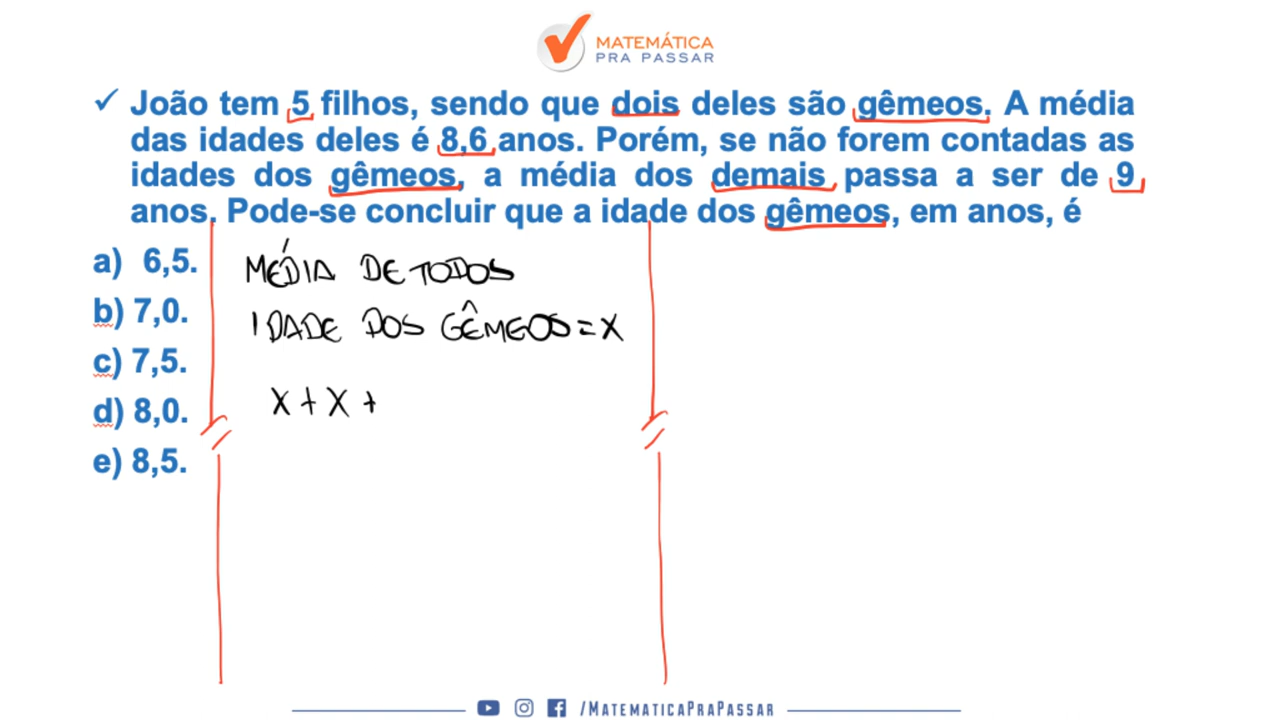 MATEMÁTICA
PRA PASSAR
✓ João tem 5 filhos, sendo que dois deles são gêmeos. A média
das idades deles é 8,6 anos. Porém, se não forem contadas as
idades dos gêmeos, a média dos demais passa a ser de 9
anos. Pode-se concluir que a idade dos gêmeos, em anos, é
a) 6,5.
b) 7,0.
c) 7,5.
d) 8,0.
e) 8,5.
MÉDIA DE TODOS
IDADE DOS GÊMEOS = X
X + X +
/MATEMATICAPRAPASSAR